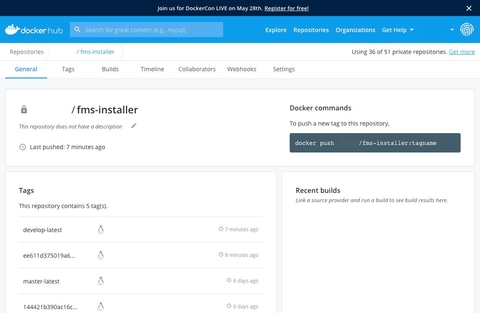 Join us for DockerCon LIVE on May 28th. Register for free!
docker hub
Search for great content (e.g., mysql)
Explore Repositories Organizations Get Help
Repositories / fms-installer Using 36 of 51 private repositories. Get more
General Tags Builds Timeline Collaborators Webhooks Settings
/ fms-installer
This repository does not have a description
Last pushed: 7 minutes ago
Docker commands
To push a new tag to this repository,
docker push /fms-installer:tagname
Tags
This repository contains 5 tag(s).
develop-latest 7 minutes ago
ee611d375019a6... 8 minutes ago
master-latest 6 days ago
144421b390ac16c... 6 days ago
Recent builds
Link a source provider and run a build to see build results here.